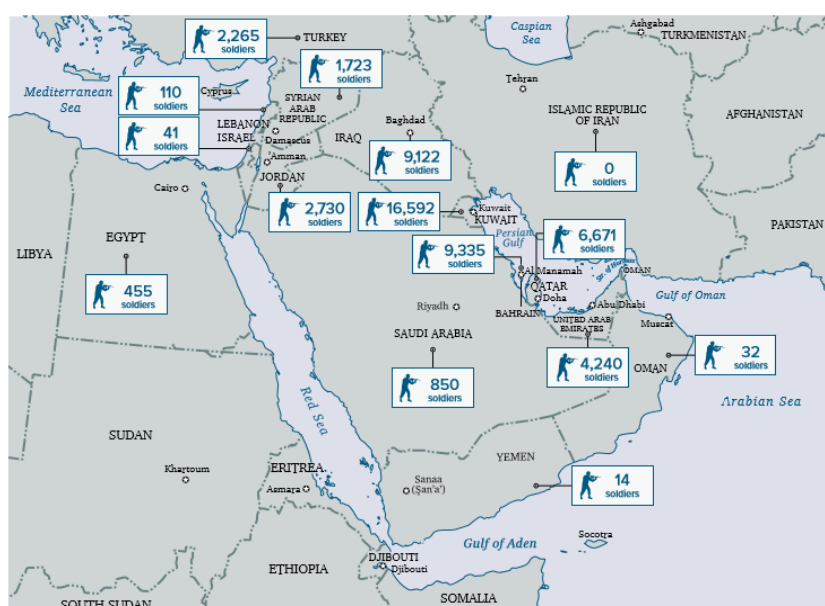 2,265
soldiers
TURKEY
Caspian
Sea
Ashgabad
TURKMENISTAN
1,723
soldiers
Tehran
Mediterranean
Sea
110
soldiers
Cyprus
SYRIAN
ARAB
REPUBLIC
ISLAMIC REPUBLIC
OF IRAN
AFGHANISTAN
41
soldiers
LEBANON
ISRAEL
Damascus
IRAQ
Baghdad
9,122
soldiers
0
soldiers
'Amman
Cairo
JORDAN
2,730
soldiers
16,592
soldiers
Kuwait
KUWAIT
PAKISTAN
LIBYA
EGYPT
Persian
Gulf
6,671
soldiers
9,335
soldiers
455
soldiers
Al Manamah
Str. of Hormuz
OMAN
QATAR
Doha
Gulf of Oman
Riyadh
BAHRAIN
Abu Dhabi
UNITED ARAB
EMIRATES
Muscat
SAUDI ARABIA
32
soldiers
850
soldiers
4,240
soldiers
OMAN
Red Sea
Arabian Sea
SUDAN
YEMEN
Khartoum
ERITREA
Asmara
Sanaa
(Şan'a')
14
soldiers
Gulf of Aden
Socotra
DJIBOUTI
Djibouti
ETHIOPIA
SOUTH SUDAN
SOMALIA